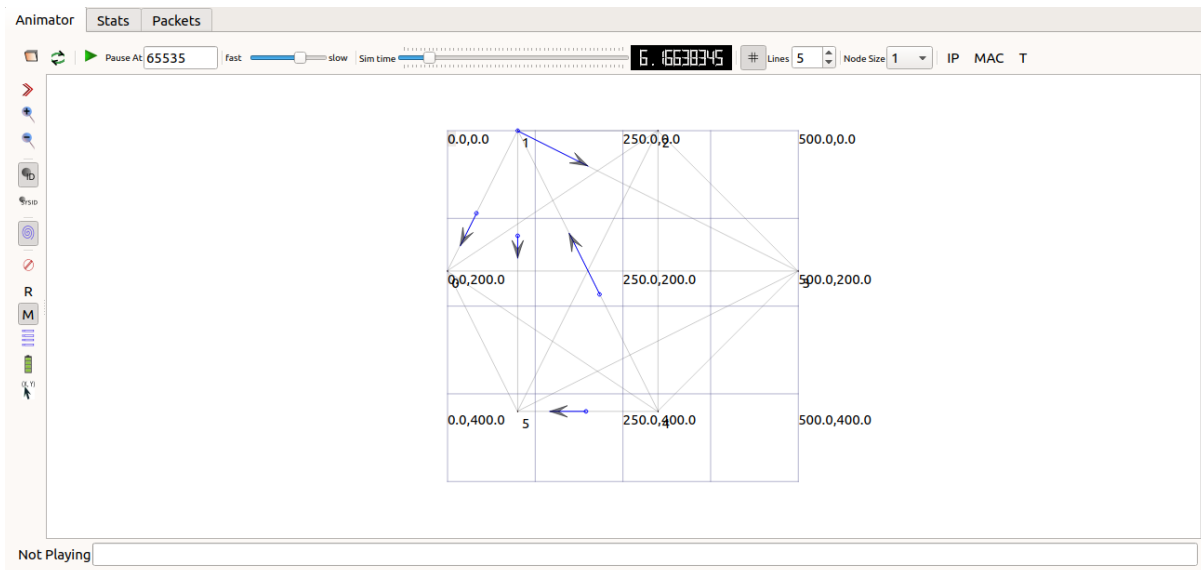 Animator Stats Packets
Pause At 65535 fast slow Sim time 6.16638345 # Lines 5 Node Size 1 IP MAC T
ID
SYSID
R
M
(X, Y)
0.0,0.0 250.0,0.0 500.0,0.0
1 2
0.0,200.0 250.0,200.0 500.0,200.0
0 3
0.0,400.0 250.0,400.0 500.0,400.0
5 4
Not Playing